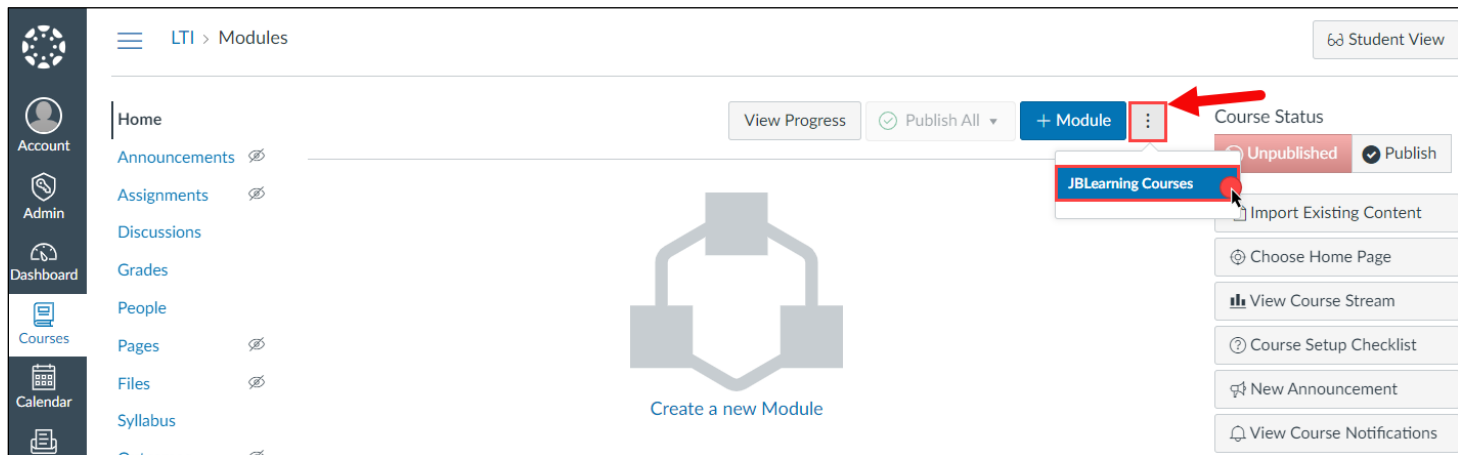 LTI > Modules
Student View
Account
Admin
Dashboard
Courses
Calendar
Home
Announcements
Assignments
Discussions
Grades
People
Pages
Files
Syllabus
View Progress
Publish All
+ Module
JBLearning Courses
Create a new Module
Course Status
Unpublished
Publish
Import Existing Content
Choose Home Page
View Course Stream
Course Setup Checklist
New Announcement
View Course Notifications